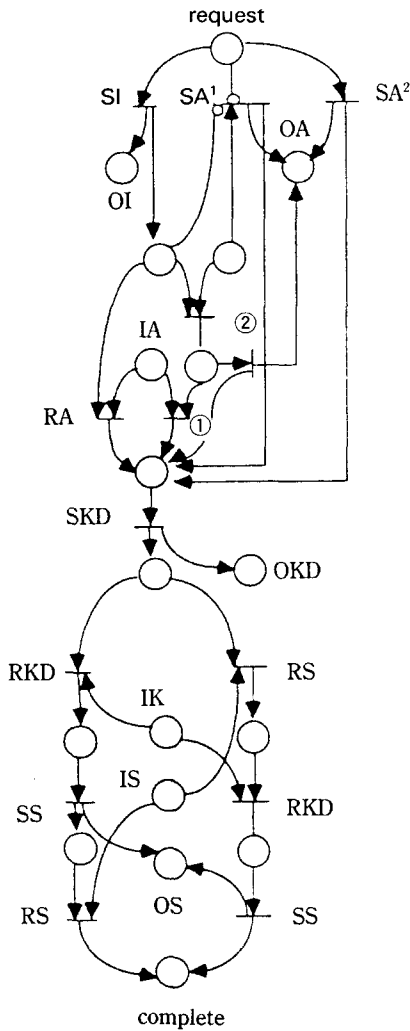 request
SI
SA¹
SA²
OA
OI
②
IA
RA
①
SKD
OKD
RKD
RS
IK
IS
RKD
SS
OS
RS
SS
complete